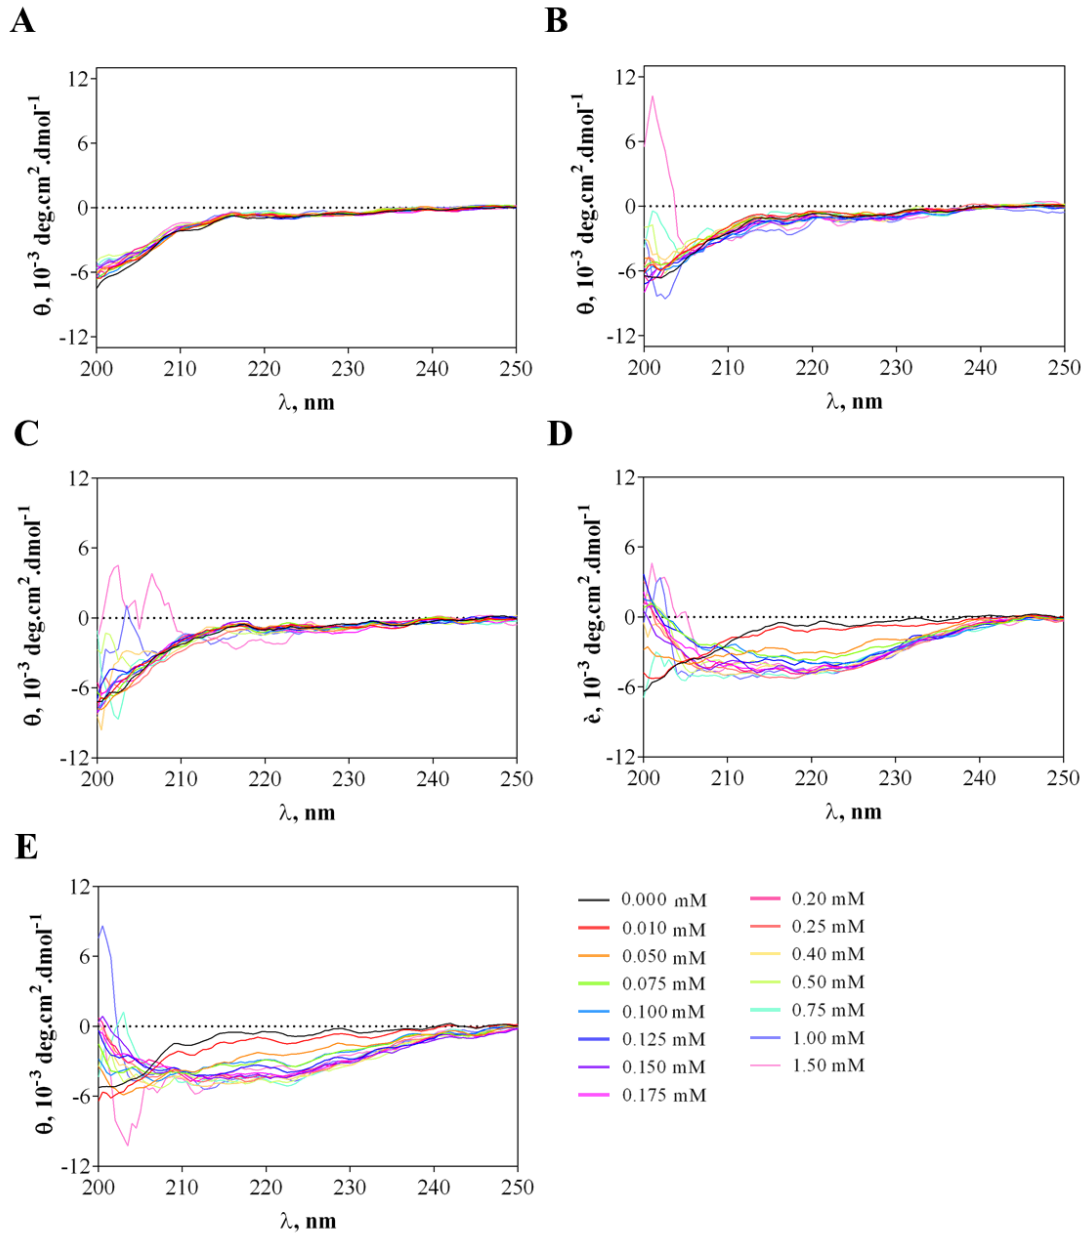 A
B
12
6
0
-6
-12
θ, 10⁻³ deg.cm².dmol⁻¹
200 210 220 230 240 250
λ, nm
12
6
0
-6
-12
θ, 10⁻³ deg.cm².dmol⁻¹
200 210 220 230 240 250
λ, nm
C
D
12
6
0
-6
-12
θ, 10⁻³ deg.cm².dmol⁻¹
200 210 220 230 240 250
λ, nm
12
6
0
-6
-12
è, 10⁻³ deg.cm².dmol⁻¹
200 210 220 230 240 250
λ, nm
E
12
6
0
-6
-12
θ, 10⁻³ deg.cm².dmol⁻¹
200 210 220 230 240 250
λ, nm
0.000 mM
0.010 mM
0.050 mM
0.075 mM
0.100 mM
0.125 mM
0.150 mM
0.175 mM
0.20 mM
0.25 mM
0.40 mM
0.50 mM
0.75 mM
1.00 mM
1.50 mM